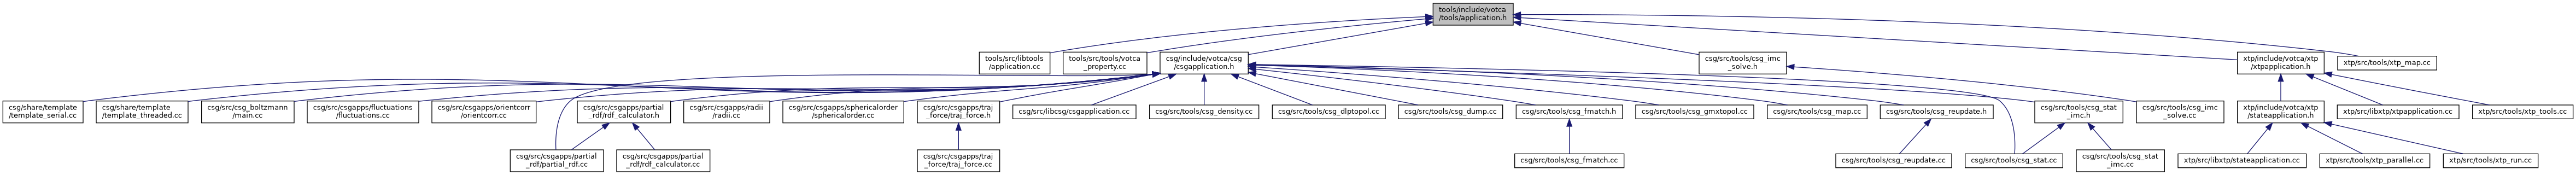 tools/include/votca
/tools/application.h
tools/src/libtools
/application.cc
tools/src/tools/votca
_property.cc
csg/include/votca/csg
/csgapplication.h
csg/src/tools/csg_imc
_solve.h
xtp/include/votca/xtp
/xtpapplication.h
xtp/src/tools/xtp_map.cc
csg/share/template
/template_serial.cc
csg/share/template
/template_threaded.cc
csg/src/csg_boltzmann
/main.cc
csg/src/csgapps/fluctuations
/fluctuations.cc
csg/src/csgapps/orientcorr
/orientcorr.cc
csg/src/csgapps/partial
_rdf/rdf_calculator.h
csg/src/csgapps/radii
/radii.cc
csg/src/csgapps/sphericalorder
/sphericalorder.cc
csg/src/csgapps/traj
_force/traj_force.h
csg/src/libcsg/csgapplication.cc
csg/src/tools/csg_density.cc
csg/src/tools/csg_dlptopol.cc
csg/src/tools/csg_dump.cc
csg/src/tools/csg_fmatch.h
csg/src/tools/csg_gmxtopol.cc
csg/src/tools/csg_map.cc
csg/src/tools/csg_reupdate.h
csg/src/tools/csg_stat
_imc.h
csg/src/tools/csg_imc
_solve.cc
xtp/include/votca/xtp
/stateapplication.h
xtp/src/libxtp/xtpapplication.cc
xtp/src/tools/xtp_tools.cc
csg/src/csgapps/partial
_rdf/partial_rdf.cc
csg/src/csgapps/partial
_rdf/rdf_calculator.cc
csg/src/csgapps/traj
_force/traj_force.cc
csg/src/tools/csg_fmatch.cc
csg/src/tools/csg_reupdate.cc
csg/src/tools/csg_stat.cc
csg/src/tools/csg_stat
_imc.cc
xtp/src/libxtp/stateapplication.cc
xtp/src/tools/xtp_parallel.cc
xtp/src/tools/xtp_run.cc